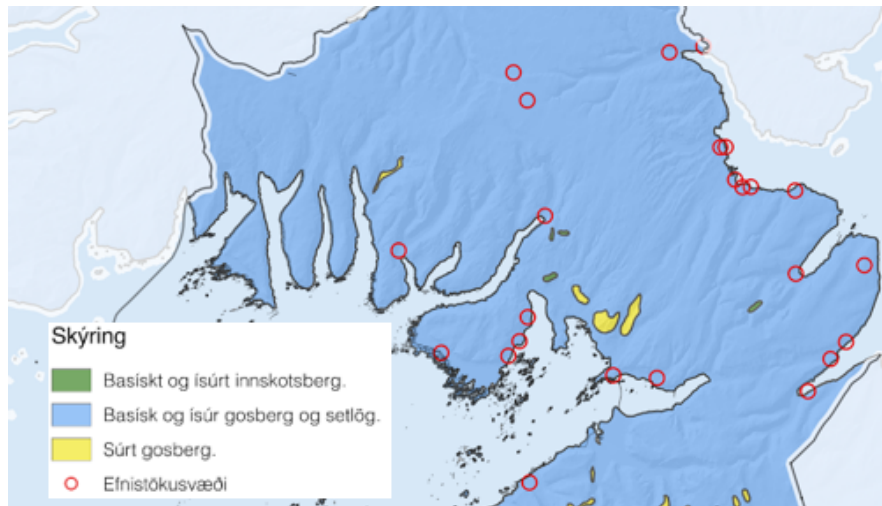 Skýring
Basískt og ísúrt innskotsberg.
Basísk og ísúr gosberg og setlög.
Súrt gosberg.
Efnistökusvæði